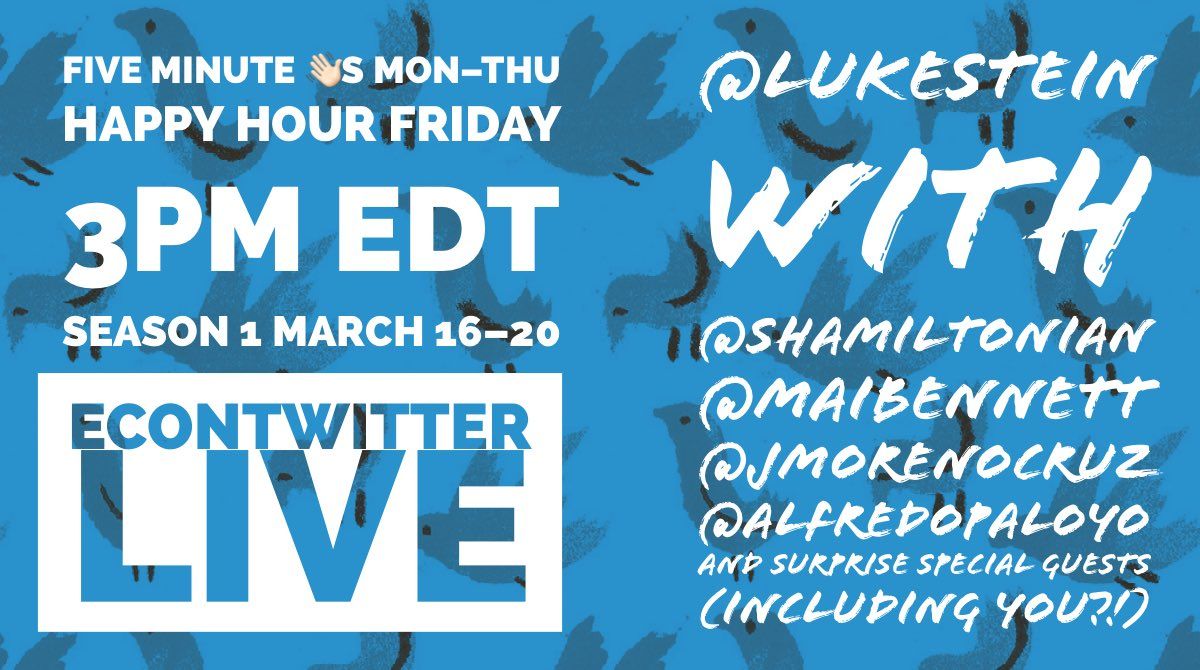 FIVE MINUTE 👋🏻S MON–THU
HAPPY HOUR FRIDAY
3PM EDT
SEASON 1 MARCH 16–20
ECONTWITTER
LIVE
@LUKESTEIN
WITH
@SHAMILTONIAN
@MAIBENNETT
@JMORENOCRUZ
@ALFREDOPALOYO
AND SURPRISE SPECIAL GUESTS
(INCLUDING YOU?!)